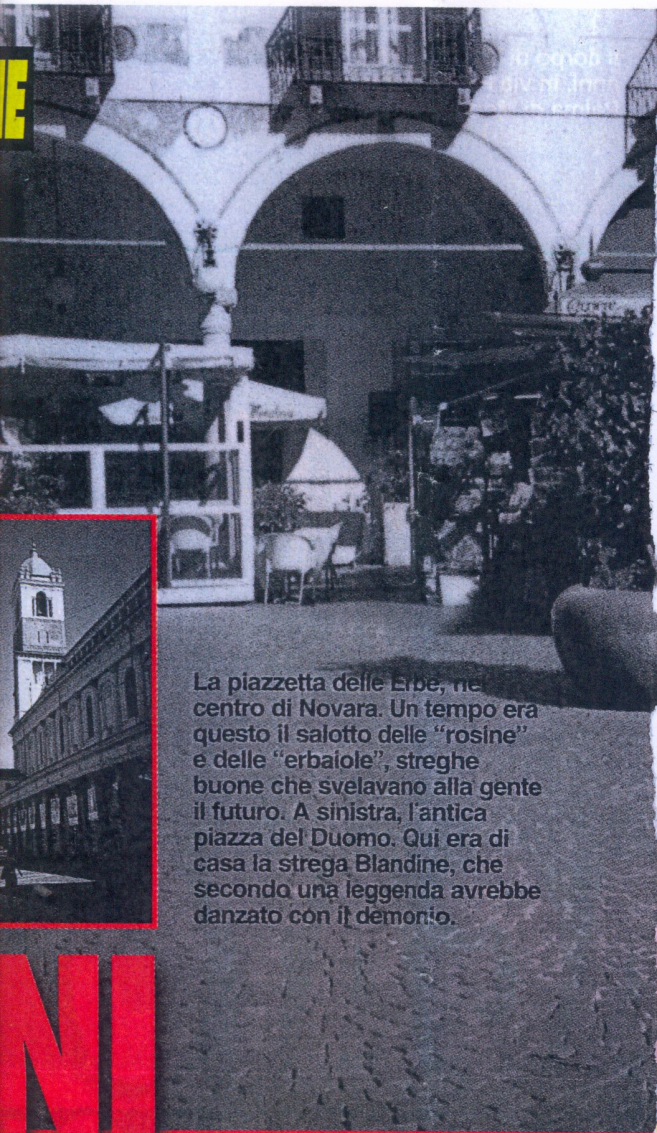 NE
La piazzetta delle Erbe, nel
centro di Novara. Un tempo era
questo il salotto delle “rosine”
e delle “erbaiole”, streghe
buone che svelavano alla gente
il futuro. A sinistra, l'antica
piazza del Duomo. Qui era di
casa la strega Blandine, che
secondo una leggenda avrebbe
danzato con il demonio.
NI